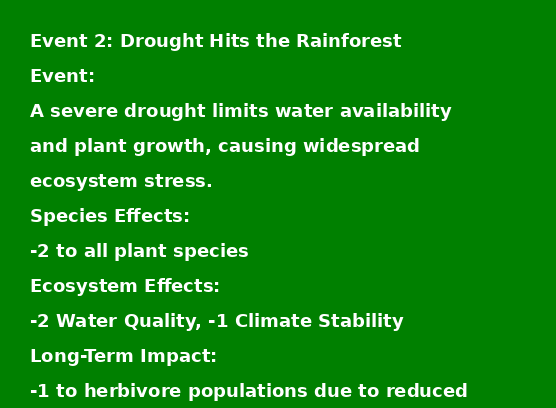 Event 2: Drought Hits the Rainforest
Event:
A severe drought limits water availability
and plant growth, causing widespread
ecosystem stress.
Species Effects:
-2 to all plant species
Ecosystem Effects:
-2 Water Quality, -1 Climate Stability
Long-Term Impact:
-1 to herbivore populations due to reduced